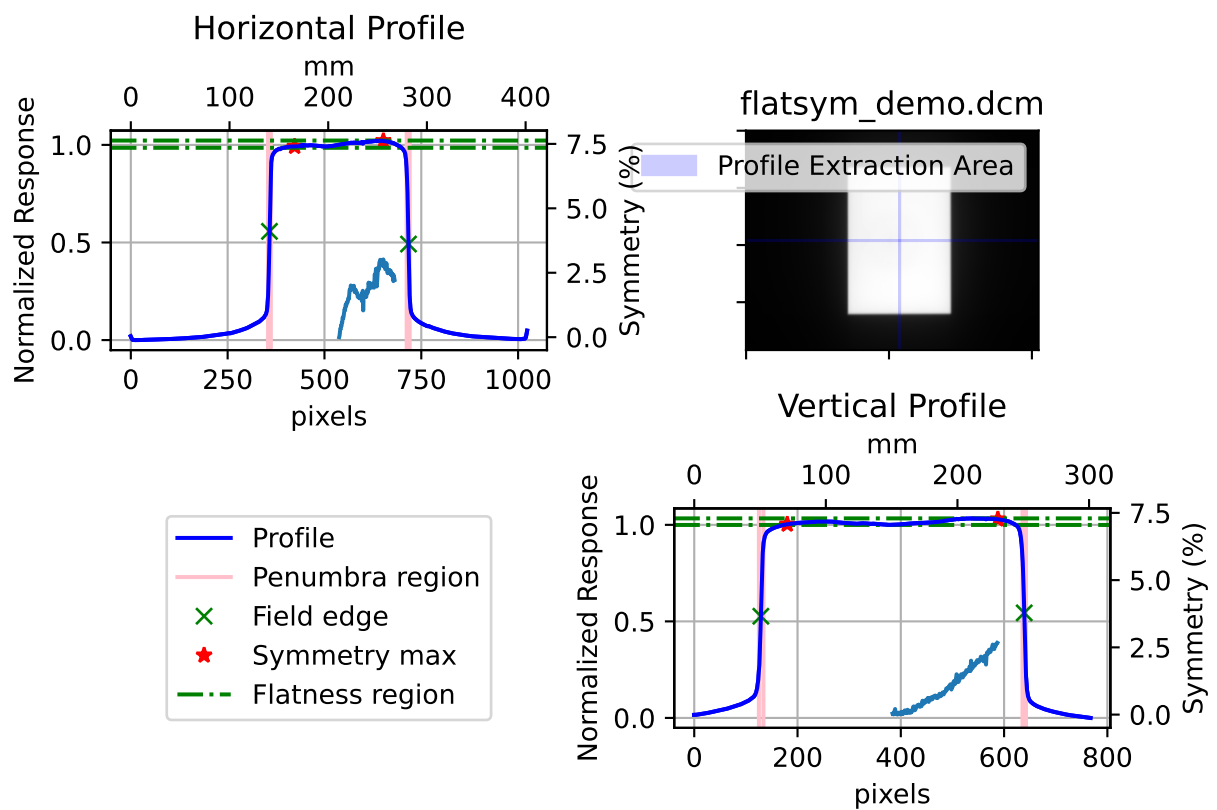 Horizontal Profile
mm
0 100 200 300 400
Normalized Response
1.0
0.5
0.0
7.5
5.0
2.5
0.0
Symmetry (%)
0 250 500 750 1000
pixels
flatsym_demo.dcm
Profile Extraction Area
Vertical Profile
mm
0 100 200 300
Normalized Response
1.0
0.5
0.0
7.5
5.0
2.5
0.0
Symmetry (%)
0 200 400 600 800
pixels
Profile
Penumbra region
Field edge
Symmetry max
Flatness region